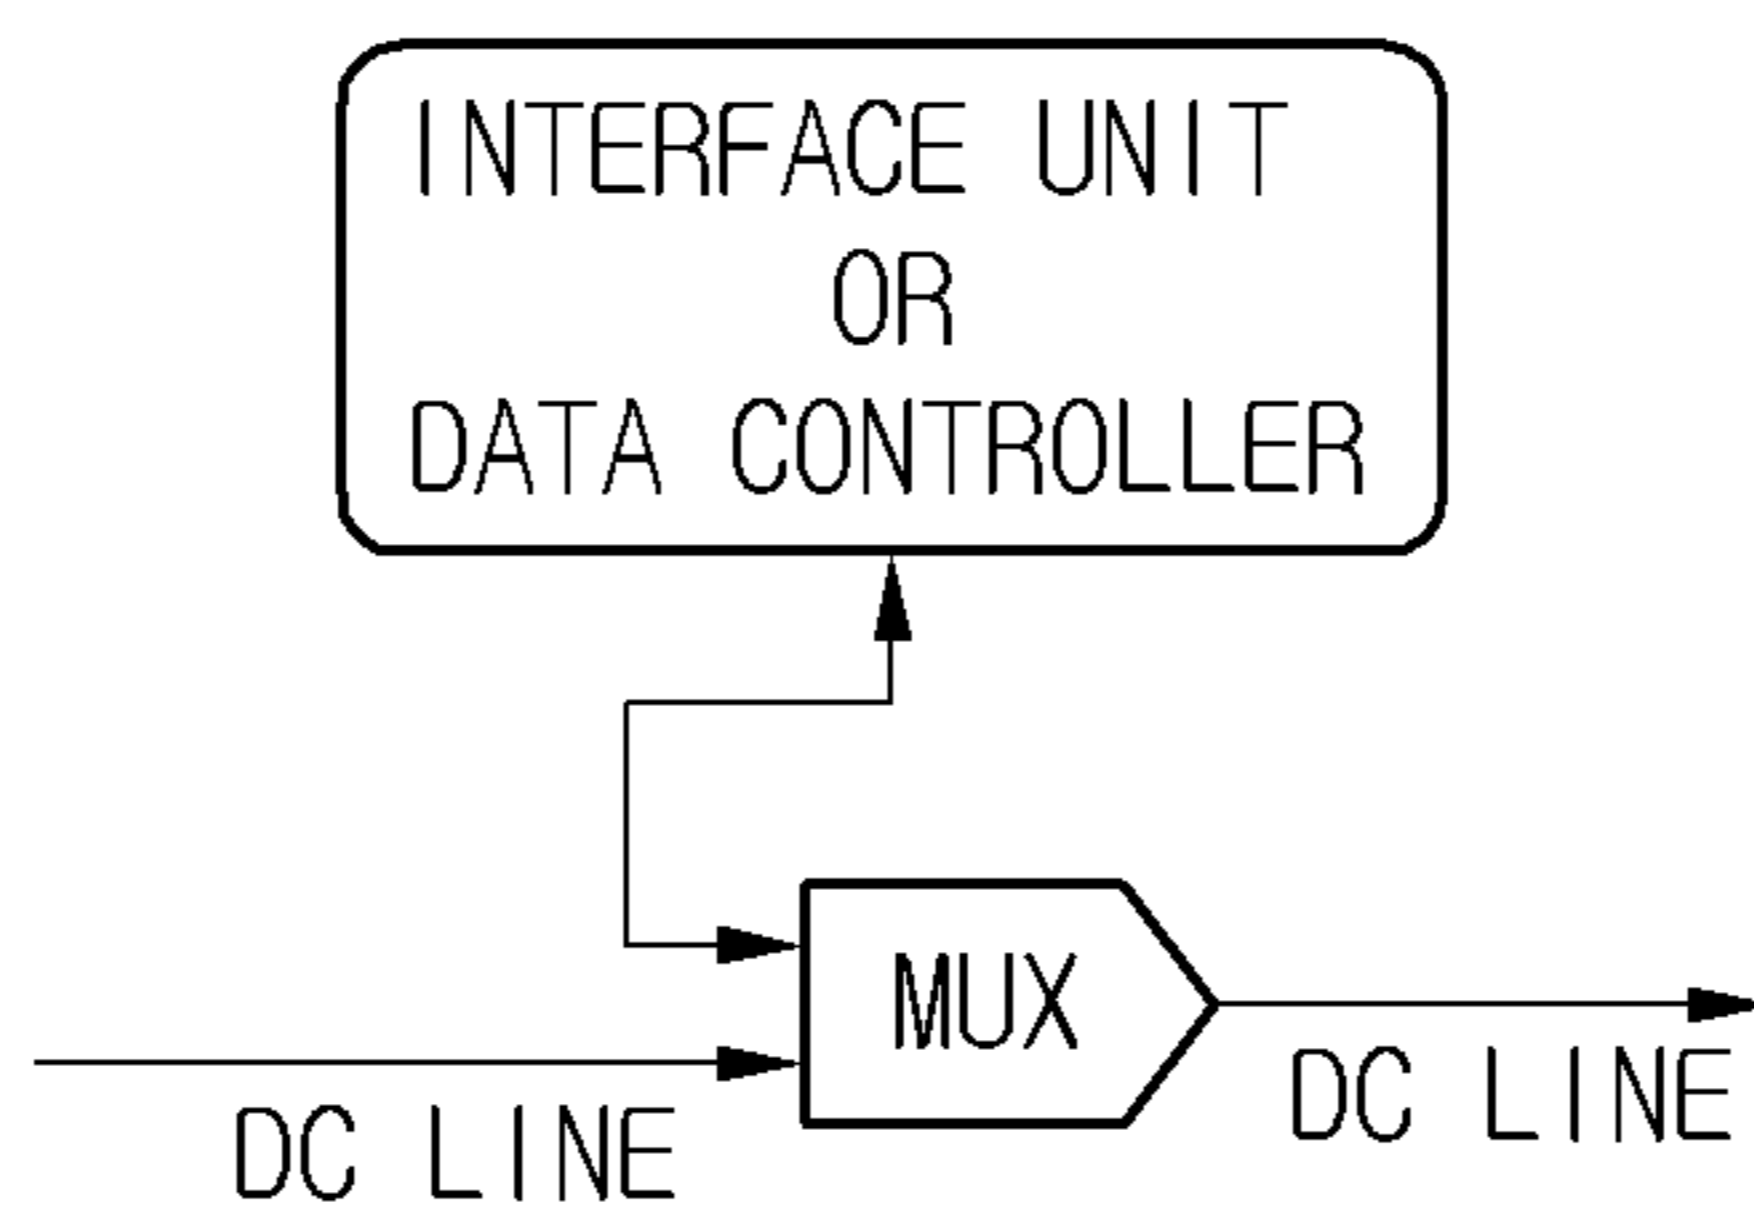 INTERFACE UNIT
OR
DATA CONTROLLER
MUX
DC LINE
DC LINE